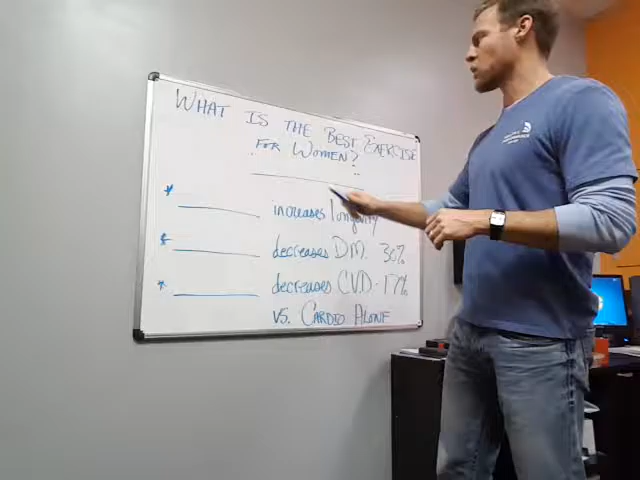 WHAT IS THE BEST EXERCISE
FOR WOMEN?
* increases longevity
* decreases DM. 30%
* decreases CVD - 17%
VS. CARDIO ALONE